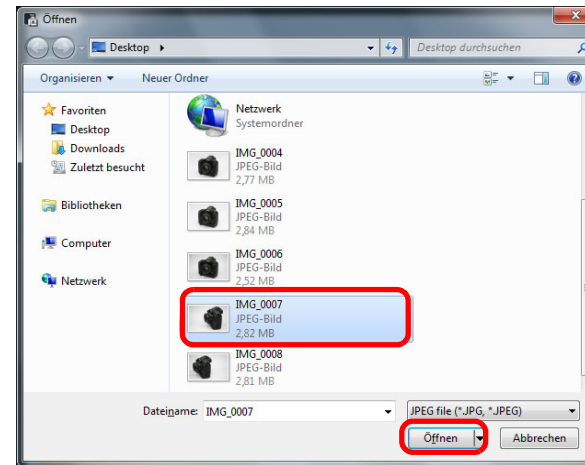 Öffnen
Desktop
Desktop durchsuchen
Organisieren
Neuer Ordner
Favoriten
Desktop
Downloads
Zuletzt besucht
Bibliotheken
Computer
Netzwerk
Netzwerk
Systemordner
IMG_0004
JPEG-Bild
2,77 MB
IMG_0005
JPEG-Bild
2,84 MB
IMG_0006
JPEG-Bild
2,52 MB
IMG_0007
JPEG-Bild
2,82 MB
IMG_0008
JPEG-Bild
2,81 MB
Dateiname: IMG_0007
JPEG file (*.JPG, *.JPEG)
Öffnen
Abbrechen